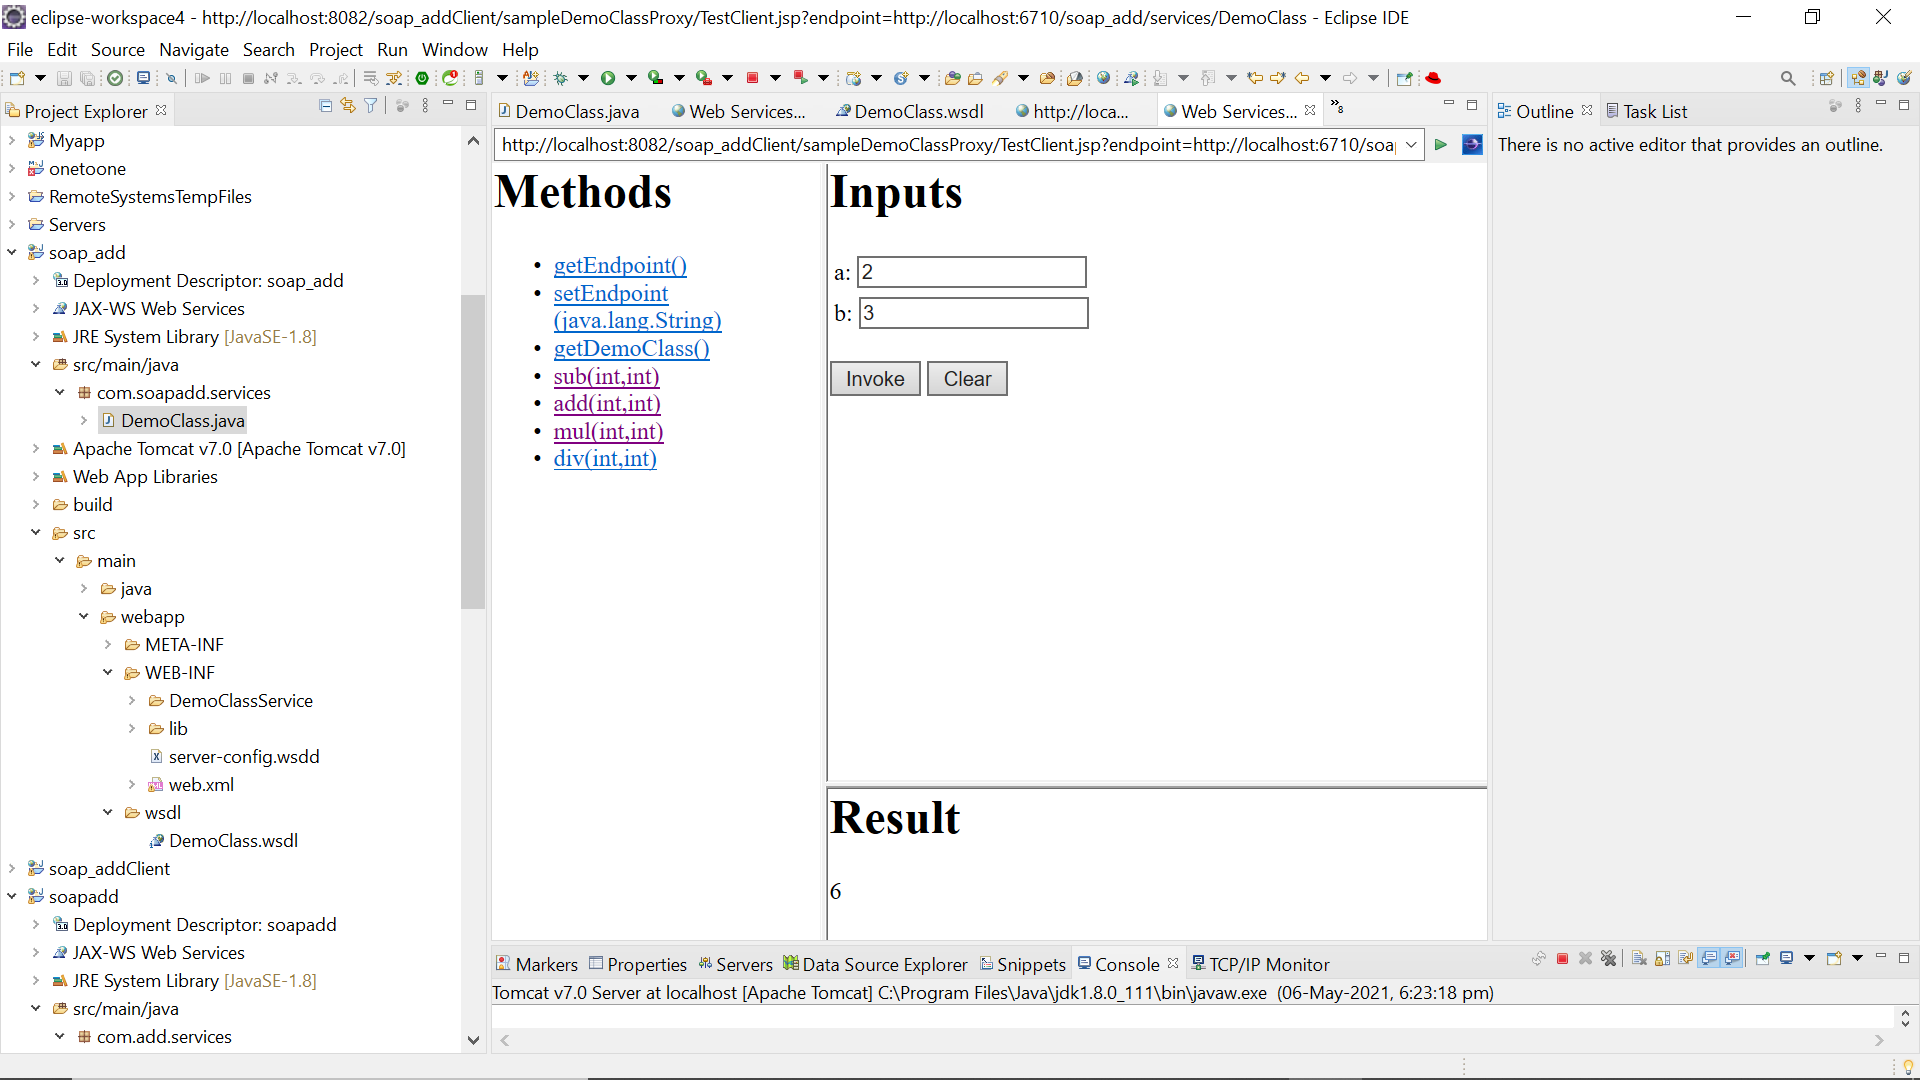 eclipse-workspace4 - http://localhost:8082/soap_addClient/sampleDemoClassProxy/TestClient.jsp?endpoint=http://localhost:6710/soap_add/services/DemoClass - Eclipse IDE
File Edit Source Navigate Search Project Run Window Help
Project Explorer
Myapp
onetoone
RemoteSystemsTempFiles
Servers
soap_add
Deployment Descriptor: soap_add
JAX-WS Web Services
JRE System Library [JavaSE-1.8]
src/main/java
com.soapadd.services
DemoClass.java
Apache Tomcat v7.0 [Apache Tomcat v7.0]
Web App Libraries
build
src
main
java
webapp
META-INF
WEB-INF
DemoClassService
lib
server-config.wsdd
web.xml
wsdl
DemoClass.wsdl
soap_addClient
soapadd
Deployment Descriptor: soapadd
JAX-WS Web Services
JRE System Library [JavaSE-1.8]
src/main/java
com.add.services
DemoClass.java Web Services... DemoClass.wsdl http://loca... Web Services... »8
http://localhost:8082/soap_addClient/sampleDemoClassProxy/TestClient.jsp?endpoint=http://localhost:6710/soa
Methods
getEndpoint()
setEndpoint
(java.lang.String)
getDemoClass()
sub(int,int)
add(int,int)
mul(int,int)
div(int,int)
Inputs
a: 2
b: 3
Invoke Clear
Result
6
Outline Task List
There is no active editor that provides an outline.
Markers Properties Servers Data Source Explorer Snippets Console TCP/IP Monitor
Tomcat v7.0 Server at localhost [Apache Tomcat] C:\Program Files\Java\jdk1.8.0_111\bin\javaw.exe (06-May-2021, 6:23:18 pm)